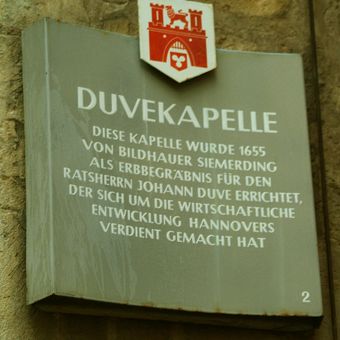 DUVEKAPELLE
DIESE KAPELLE WURDE 1655
VON BILDHAUER SIEMERDING
ALS ERBBEGRÄBNIS FÜR DEN
RATSHERRN JOHANN DUVE ERRICHTET,
DER SICH UM DIE WIRTSCHAFTLICHE
ENTWICKLUNG HANNOVERS
VERDIENT GEMACHT HAT
2